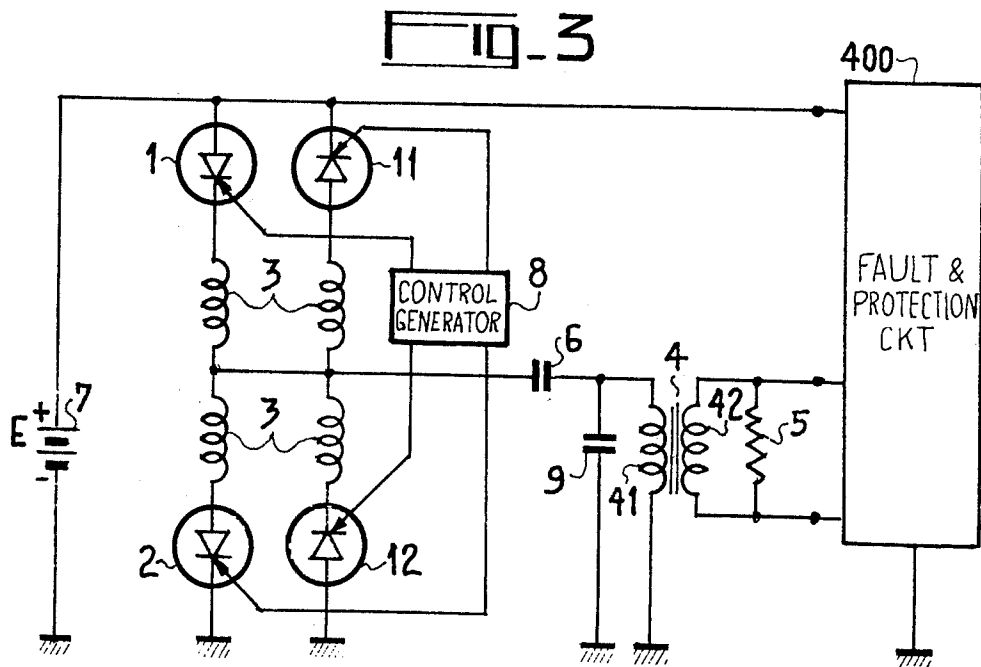 Fig_3
400
1
11
3
8
CONTROL
GENERATOR
FAULT &
PROTECTION
CKT
6
4
E
+
7
-
3
42
5
9
41
2
12